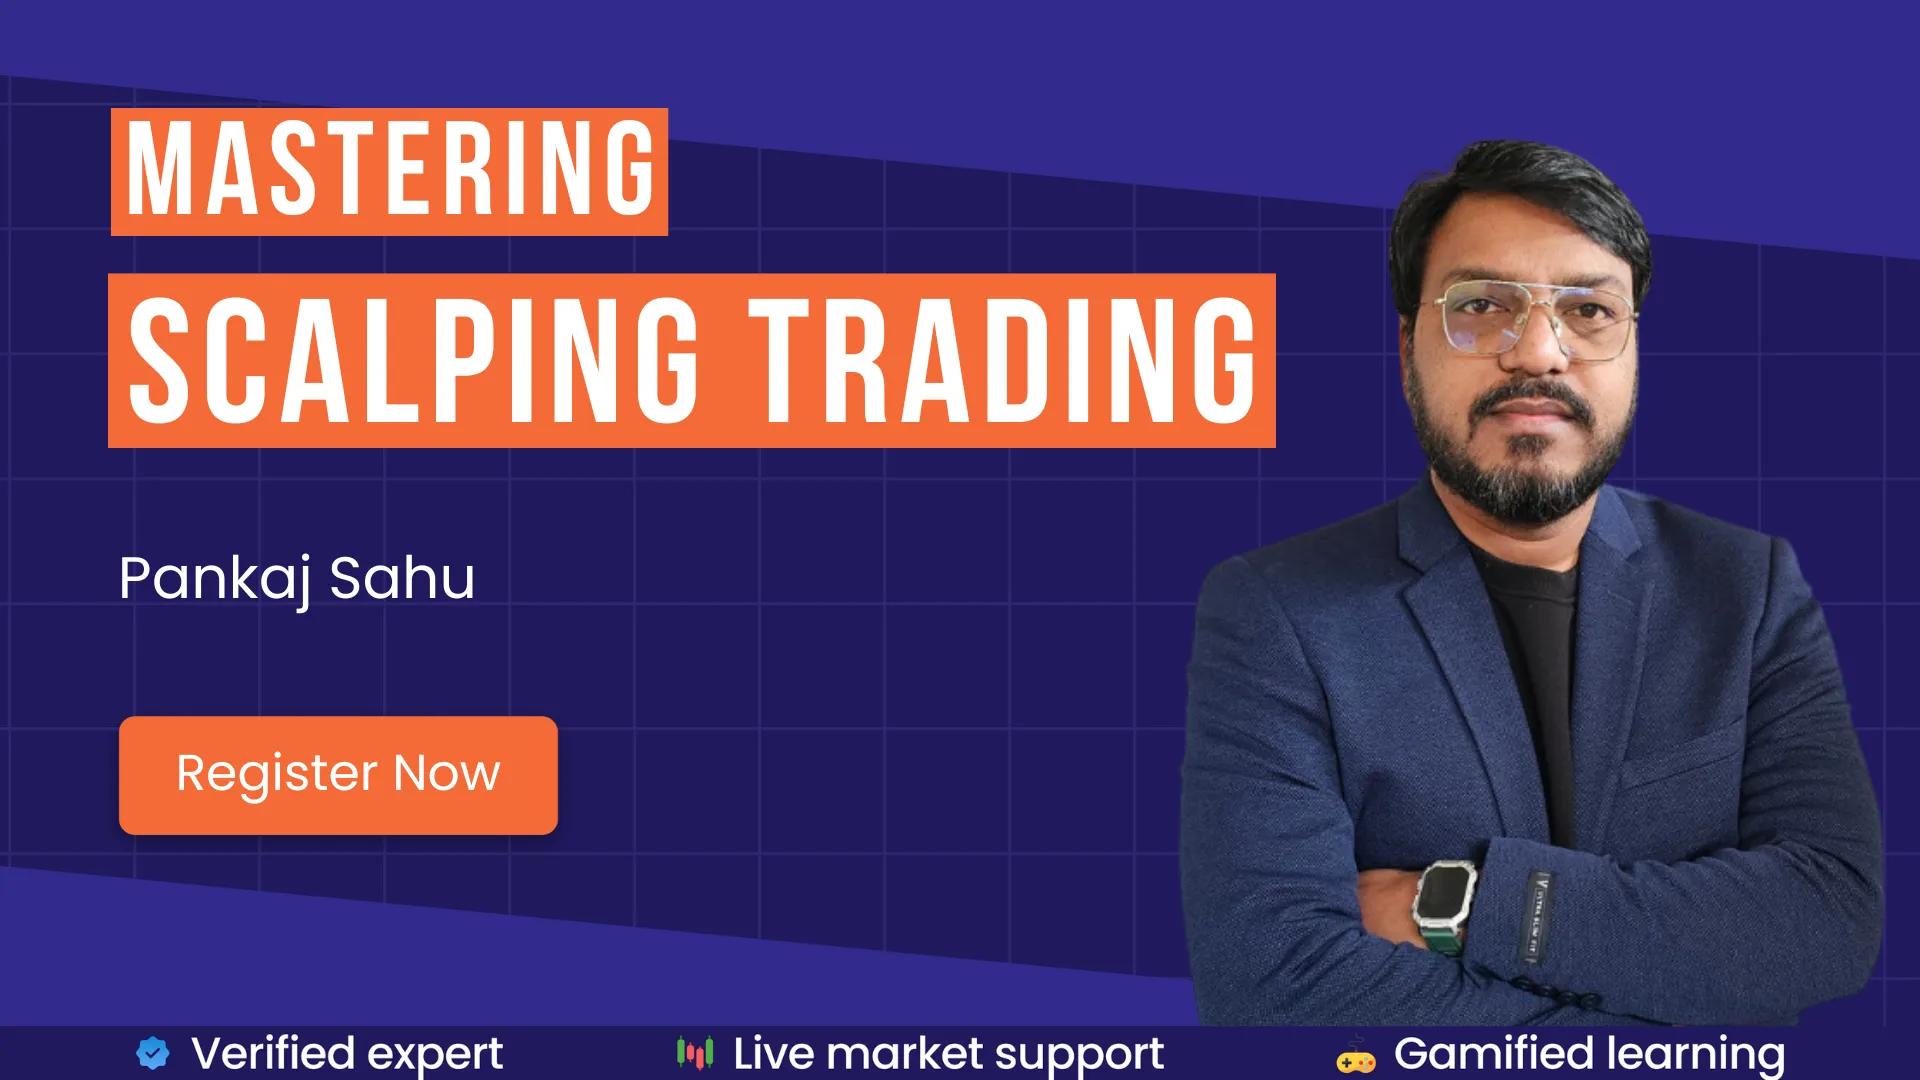 MASTERING
SCALPING TRADING
Pankaj Sahu
Register Now
Verified expert
Live market support
Gamified learning